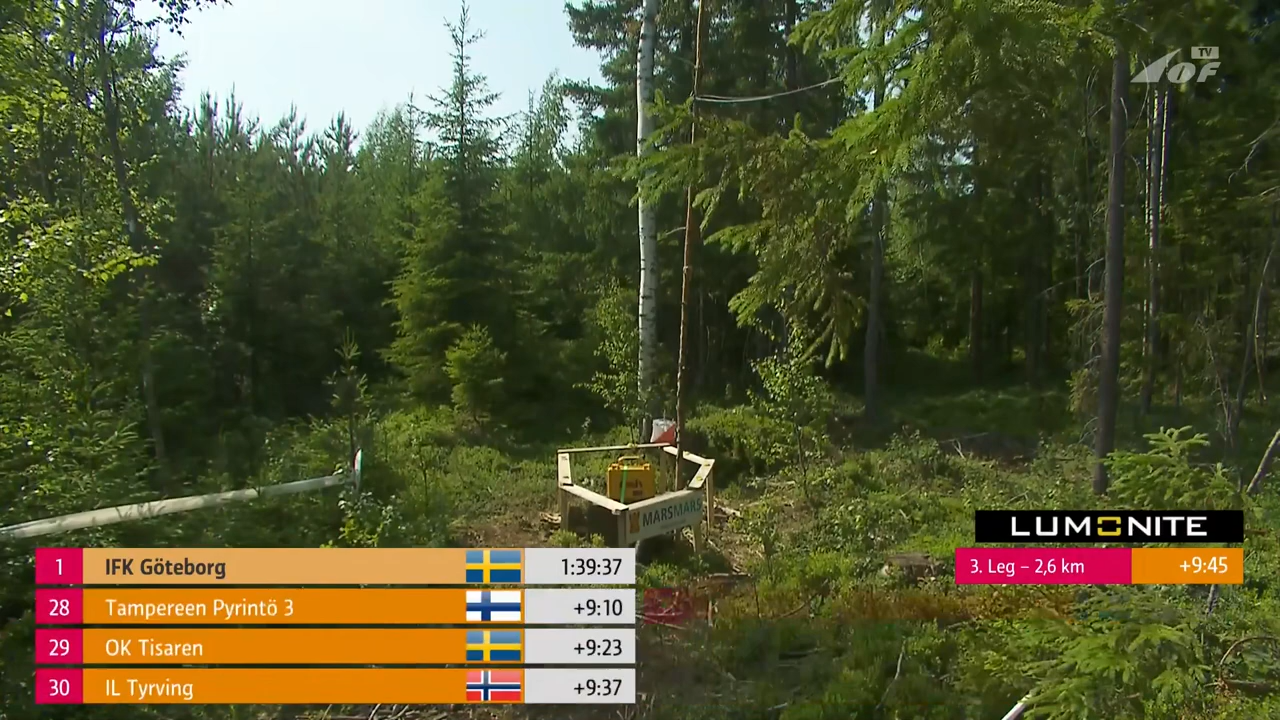 TV
OF
MARSMARS
LUMONITE
3. Leg – 2,6 km +9:45
1 IFK Göteborg 1:39:37
28 Tampereen Pyrintö 3 +9:10
29 OK Tisaren +9:23
30 IL Tyrving +9:37